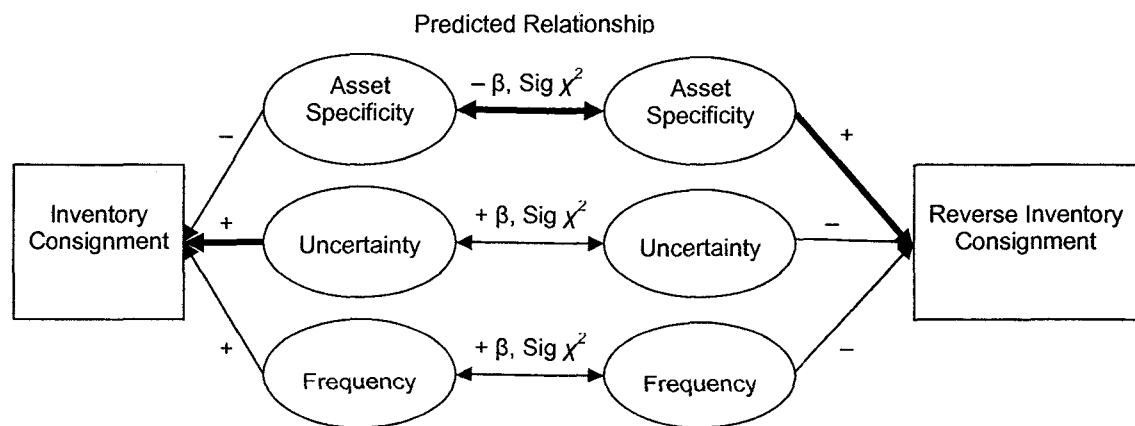 Predicted Relationship
Asset
Specificity
– β, Sig χ²
Asset
Specificity
–
+
Inventory
Consignment
+
Uncertainty
+ β, Sig χ²
Uncertainty
–
Reverse Inventory
Consignment
+
Frequency
+ β, Sig χ²
Frequency
–